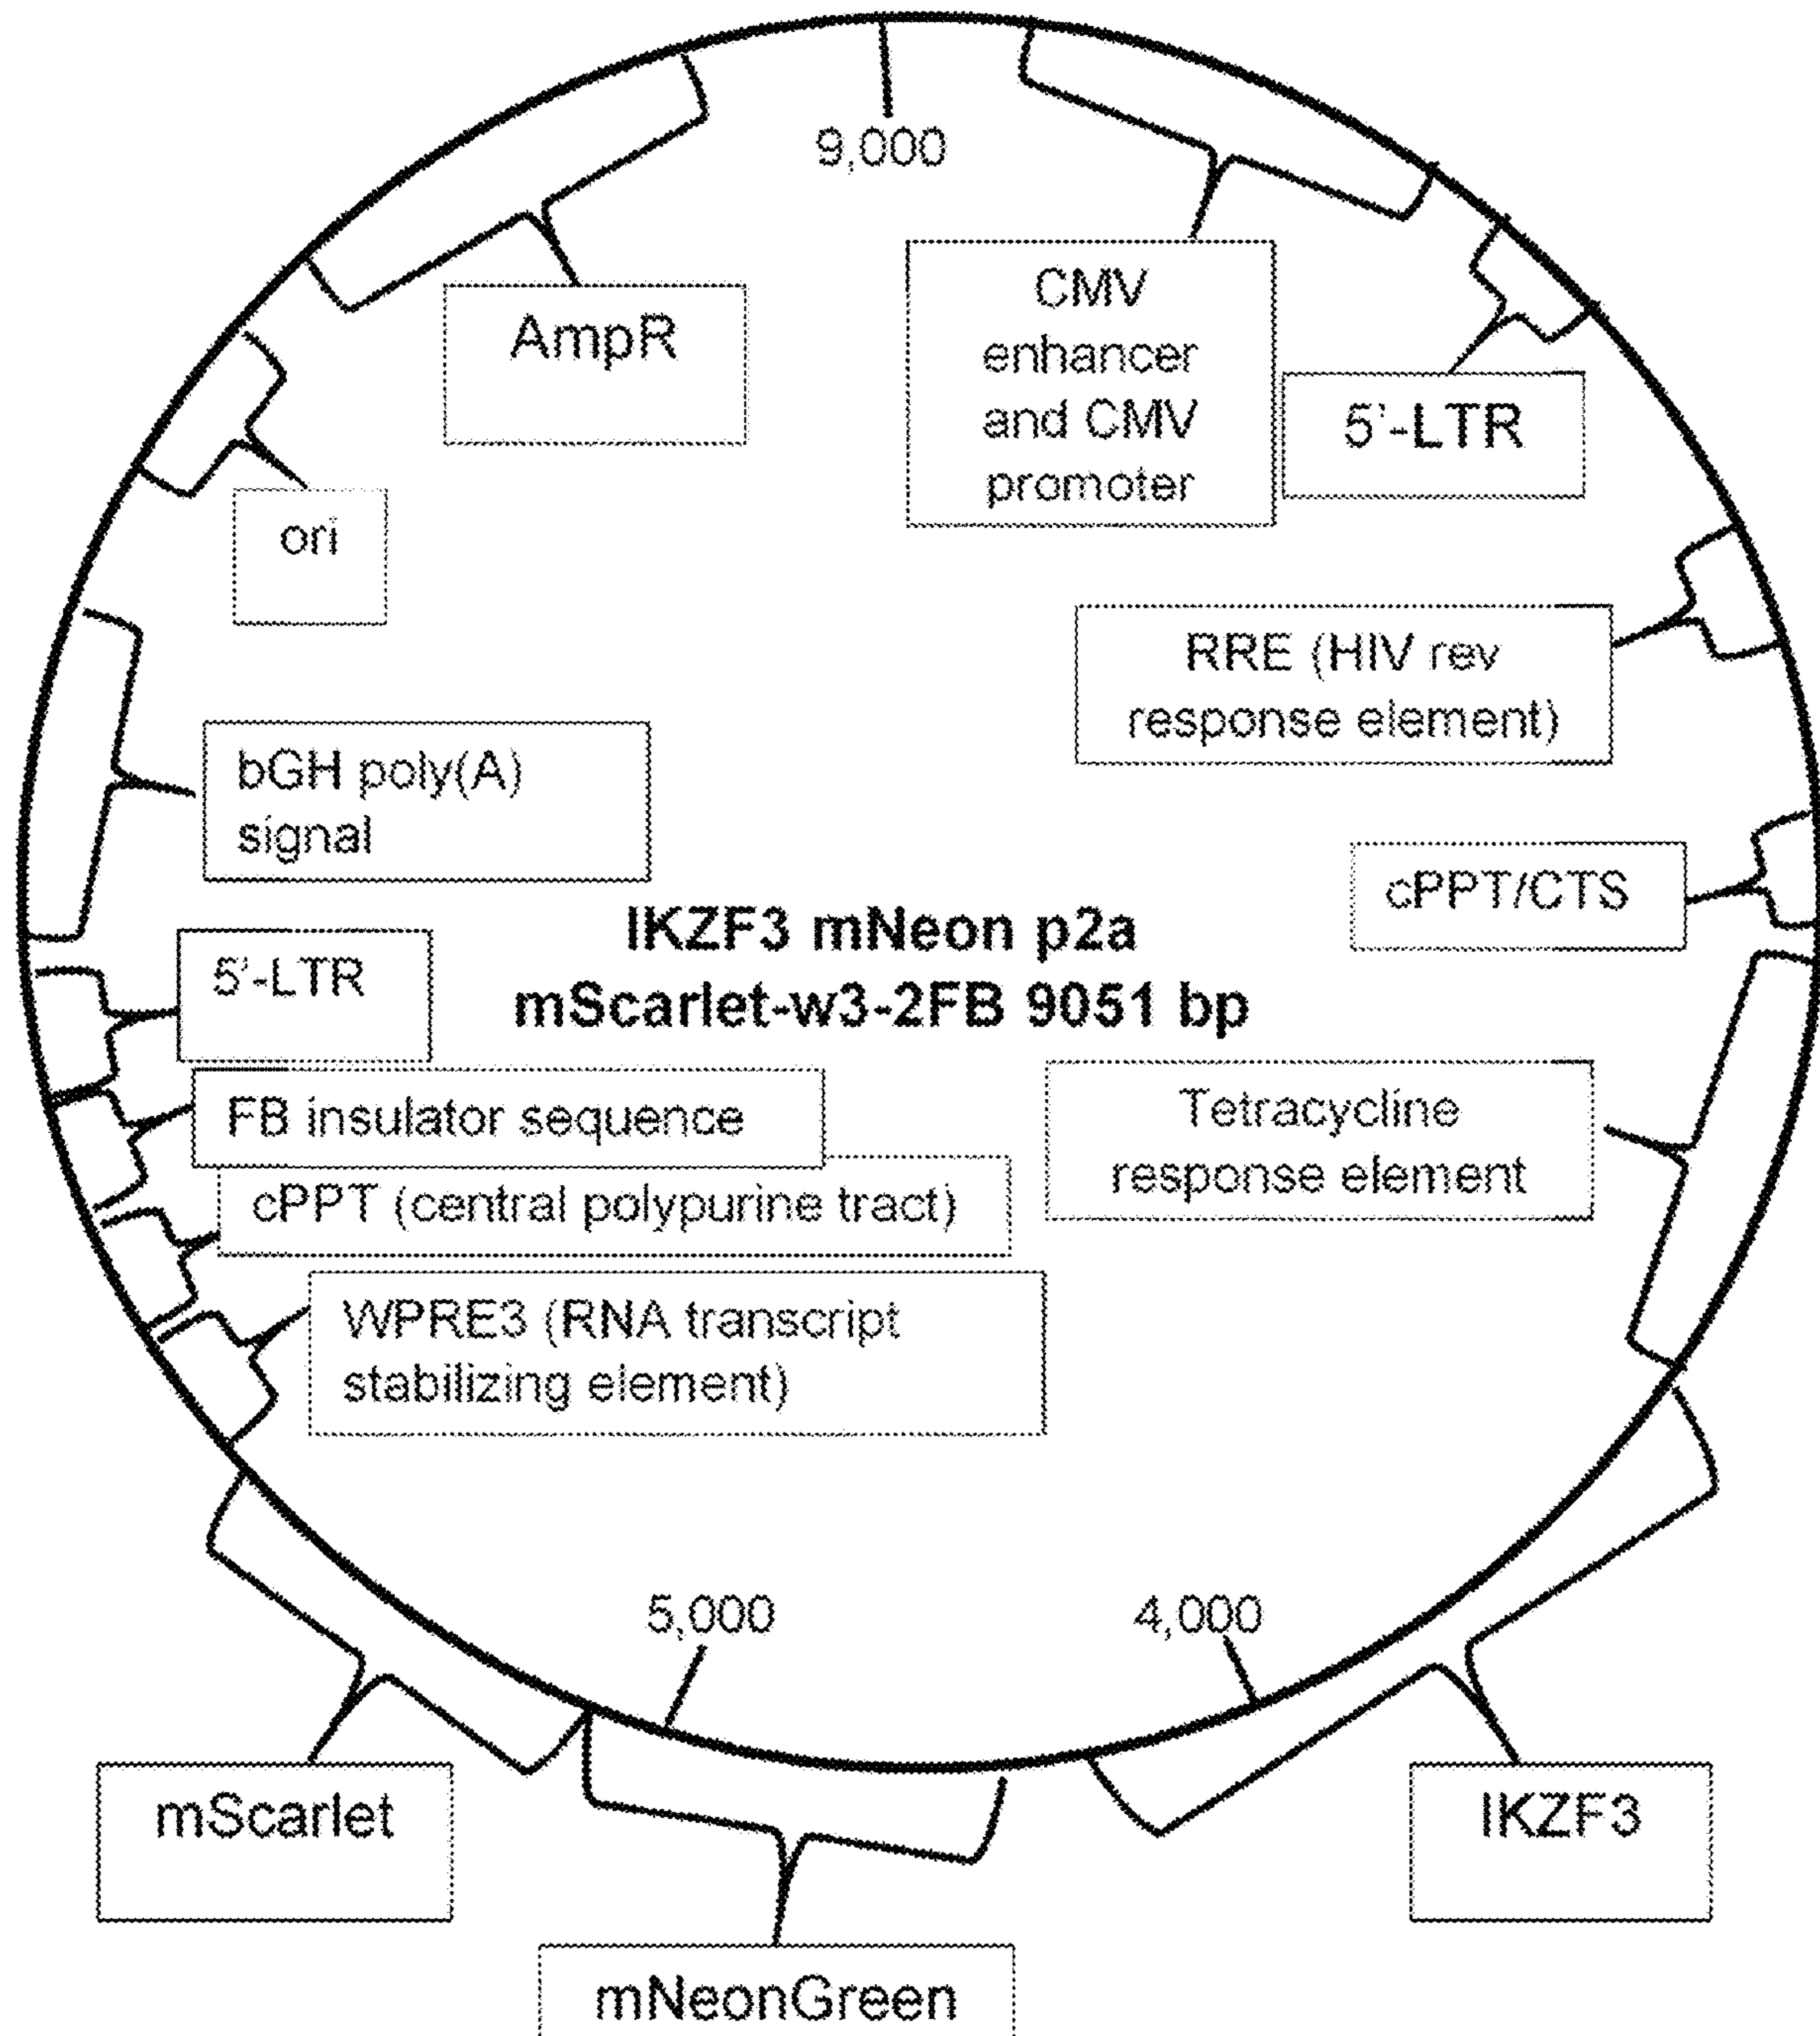 9,000
CMV
enhancer
and CMV
promoter
AmpR
5'-LTR
ori
RRE (HIV rev
response element)
bGH poly(A)
signal
cPPT/CTS
IKZF3 mNeon p2a
mScarlet-w3-2FB 9051 bp
5'-LTR
FB insulator sequence
Tetracycline
response element
cPPT (central polypurine tract)
WPRE3 (RNA transcript
stabilizing element)
5,000
4,000
mScarlet
IKZF3
mNeonGreen